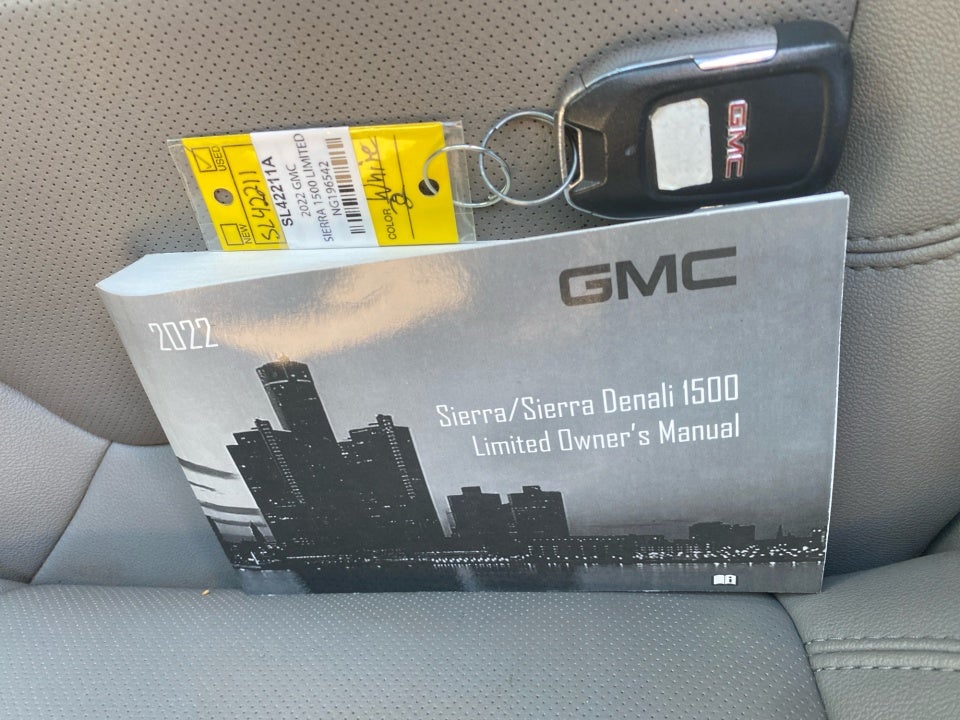 USED
NEW
SL42211
SL42211A
2022 GMC
SIERRA 1500 LIMITED
NG196542
COLOR White
GMC
GMC
2022
Sierra/Sierra Denali 1500
Limited Owner's Manual